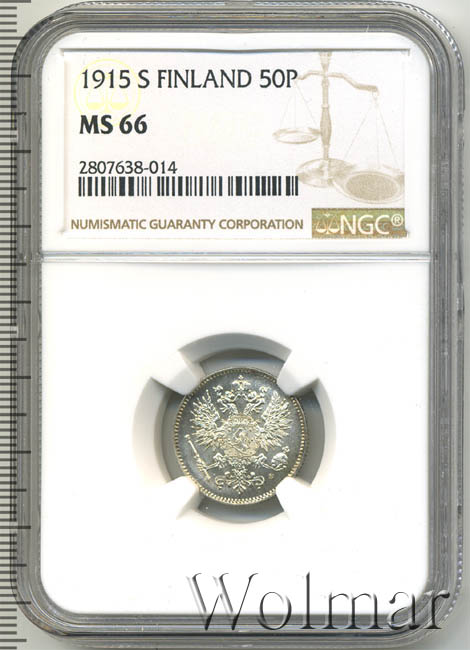 1915 S FINLAND 50P
MS 66
2807638-014
NUMISMATIC GUARANTY CORPORATION
NGC®
Wolmar